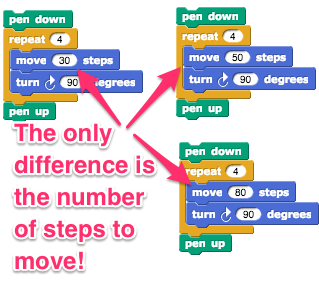 pen down
repeat 4
move 30 steps
turn 90 degrees
pen up
pen down
repeat 4
move 50 steps
turn 90 degrees
pen up
The only
difference is
the number
of steps to
move!
pen down
repeat 4
move 80 steps
turn 90 degrees
pen up